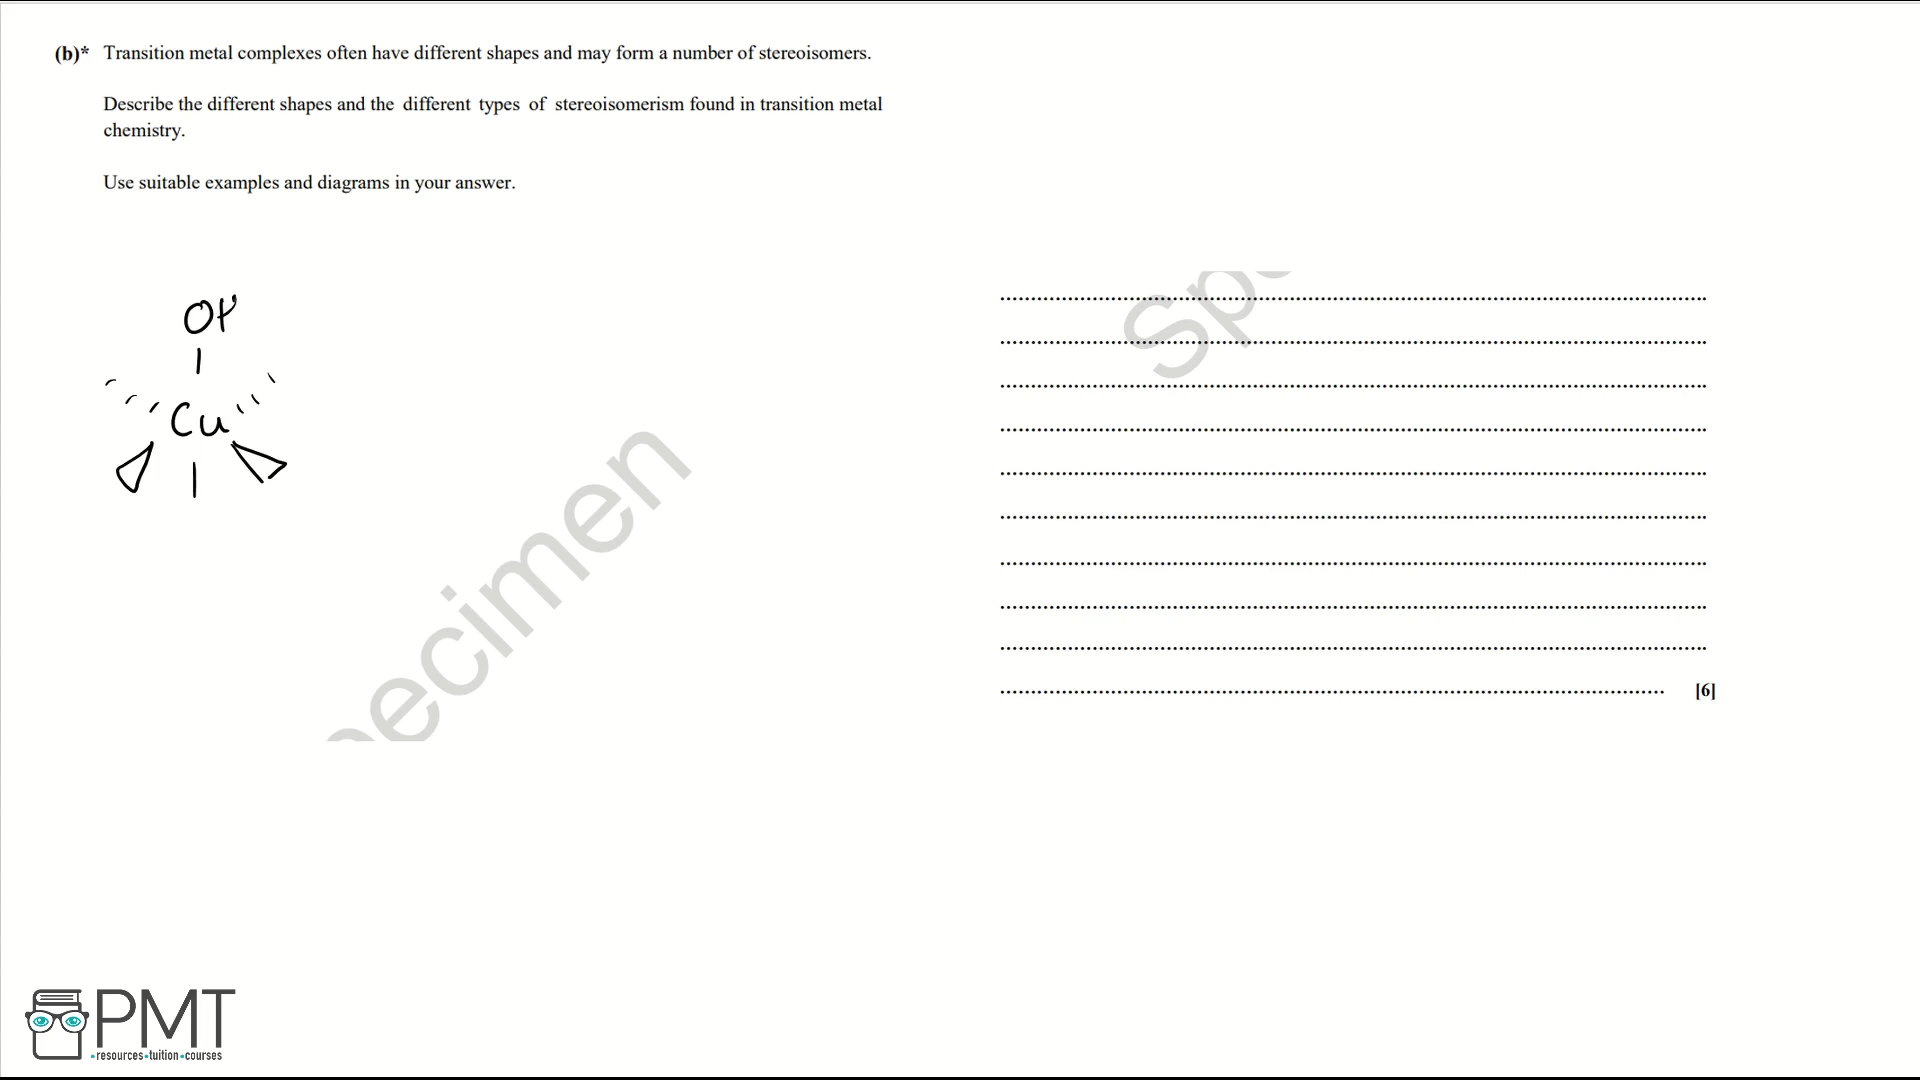 (b)* Transition metal complexes often have different shapes and may form a number of stereoisomers.
Describe the different shapes and the different types of stereoisomerism found in transition metal
chemistry.
Use suitable examples and diagrams in your answer.
Cu
Sp
ecimen
[6]
PMT
•resources•tuition•courses